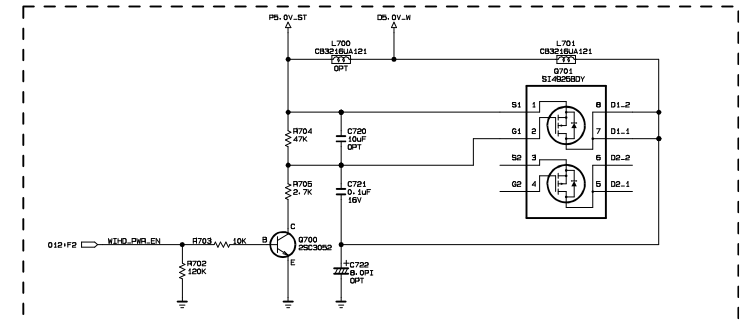 P5.0V_ST
D5.0V_W
L700
CB3216UA121
OPT
L701
CB3216UA121
Q701
SI4925BDY
S1 1
8 D1_2
G1 2
7 D1_1
S2 3
6 D2_2
G2 4
5 D2_1
R704
47K
C720
10uF
OPT
R705
2.7K
C721
0.1uF
16V
C
B
E
Q700
2SC3052
012:F2
WIHD_PWR_EN
R703
10K
R702
120K
+
C722
8.0PI
OPT